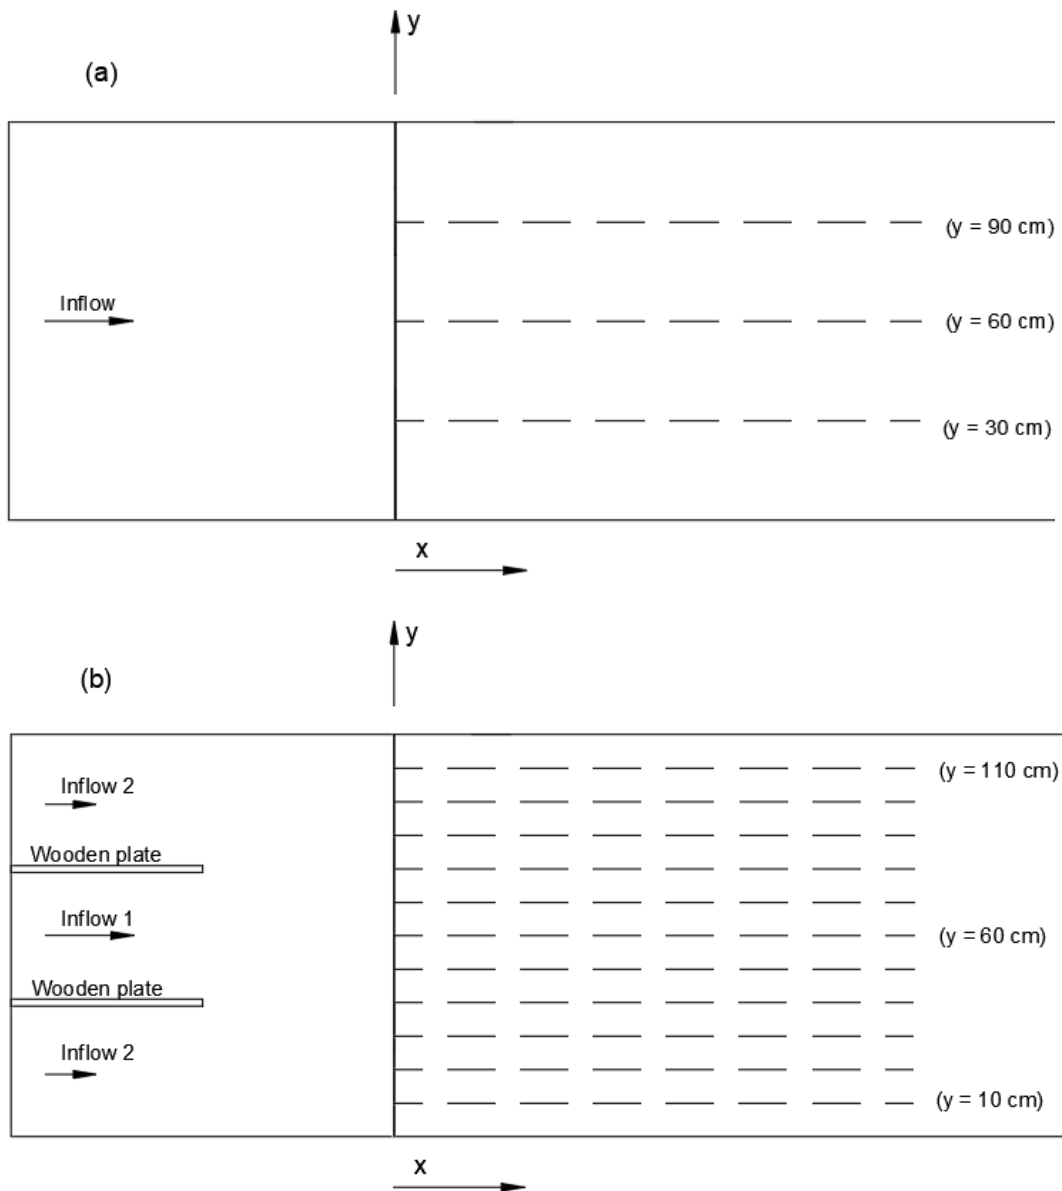 y
(a)
(y = 90 cm)
Inflow
(y = 60 cm)
(y = 30 cm)
x
y
(b)
Inflow 2
(y = 110 cm)
Wooden plate
Inflow 1
(y = 60 cm)
Wooden plate
Inflow 2
(y = 10 cm)
x